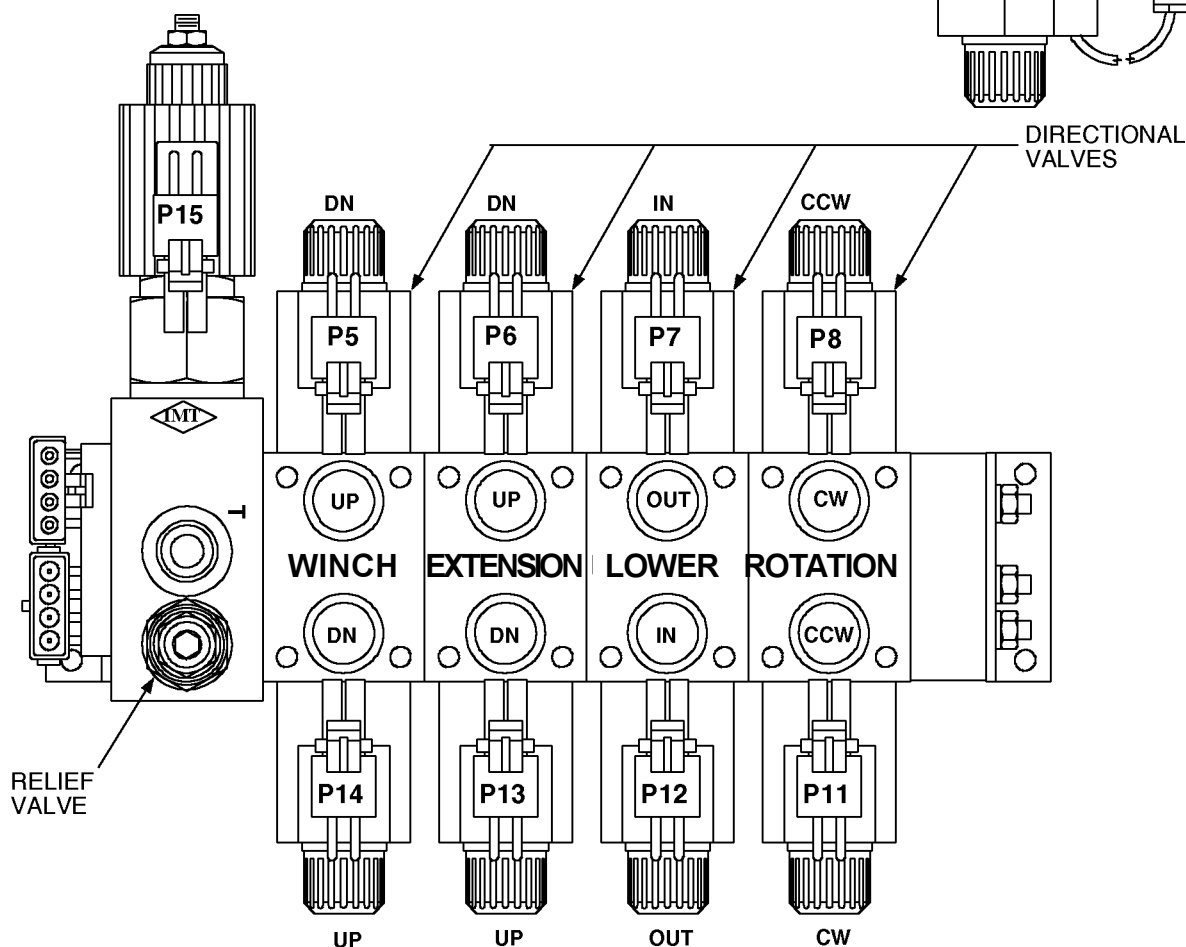 DIRECTIONAL
VALVES
P15
DN DN IN CCW
P5 P6 P7 P8
IMT
T
UP UP OUT CW
WINCH EXTENSION LOWER ROTATION
DN DN IN CCW
RELIEF
VALVE
P14 P13 P12 P11
UP UP OUT CW